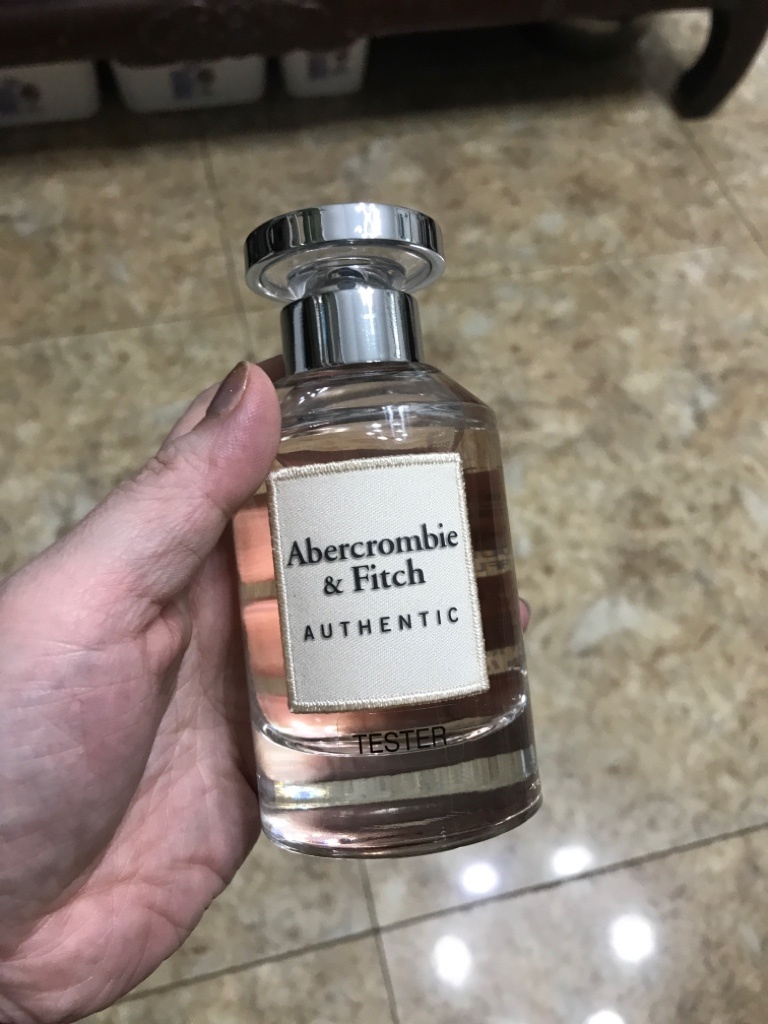 Abercrombie
& Fitch
AUTHENTIC
TESTER